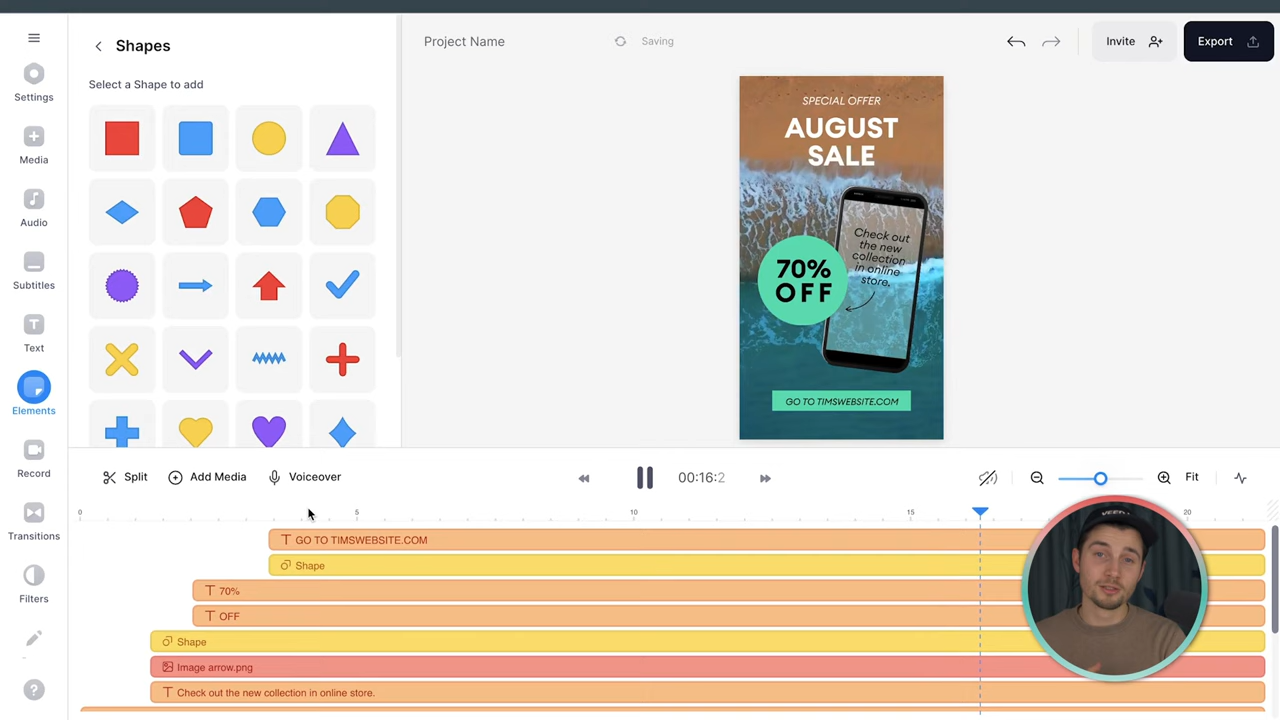 Shapes
Project Name
Saving
Invite
Export
Select a Shape to add
Settings
Media
Audio
Subtitles
Text
Elements
Record
Transitions
Filters
SPECIAL OFFER
AUGUST
SALE
Check out
the new
collection
in online
store.
70%
OFF
GO TO TIMSWEBSITE.COM
Split
Add Media
Voiceover
00:16:2
Fit
0
5
10
15
20
GO TO TIMSWEBSITE.COM
Shape
70%
OFF
Shape
Image arrow.png
Check out the new collection in online store.